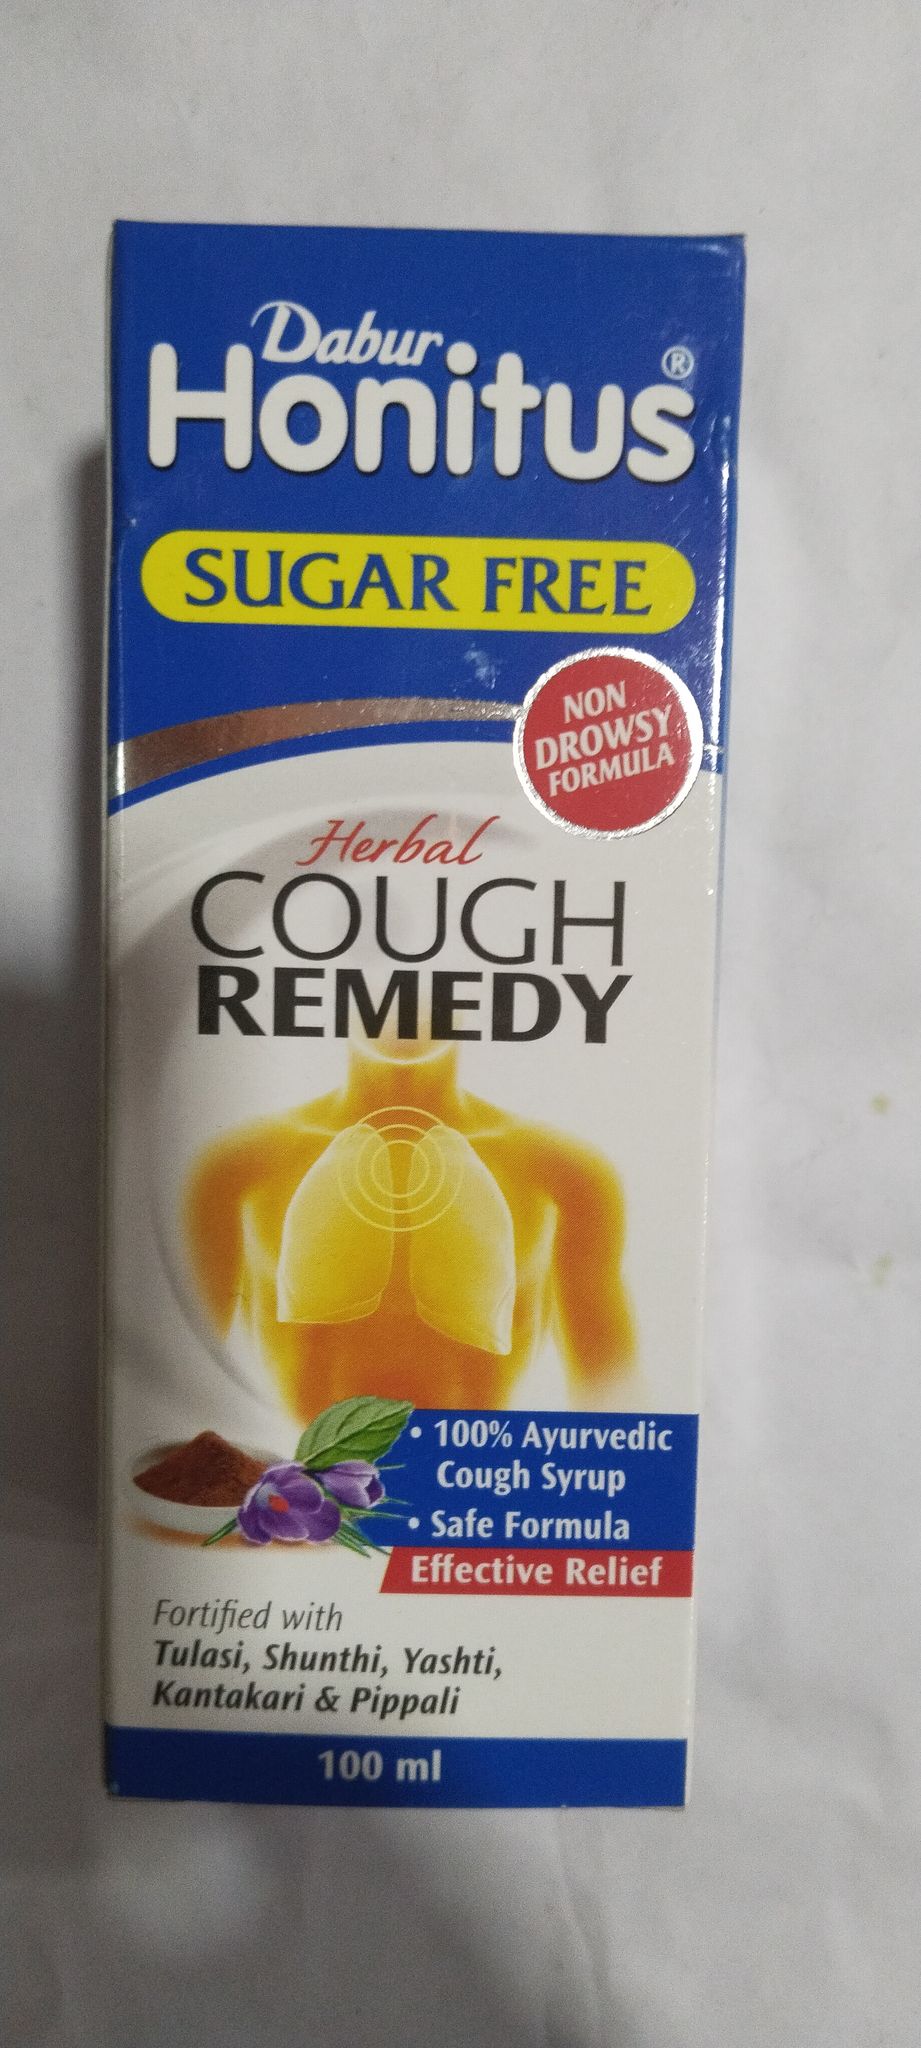 Dabur
Honitus®
SUGAR FREE
NON
DROWSY
FORMULA
Herbal
COUGH
REMEDY
• 100% Ayurvedic
Cough Syrup
• Safe Formula
Effective Relief
Fortified with
Tulasi, Shunthi, Yashti,
Kantakari & Pippali
100 ml